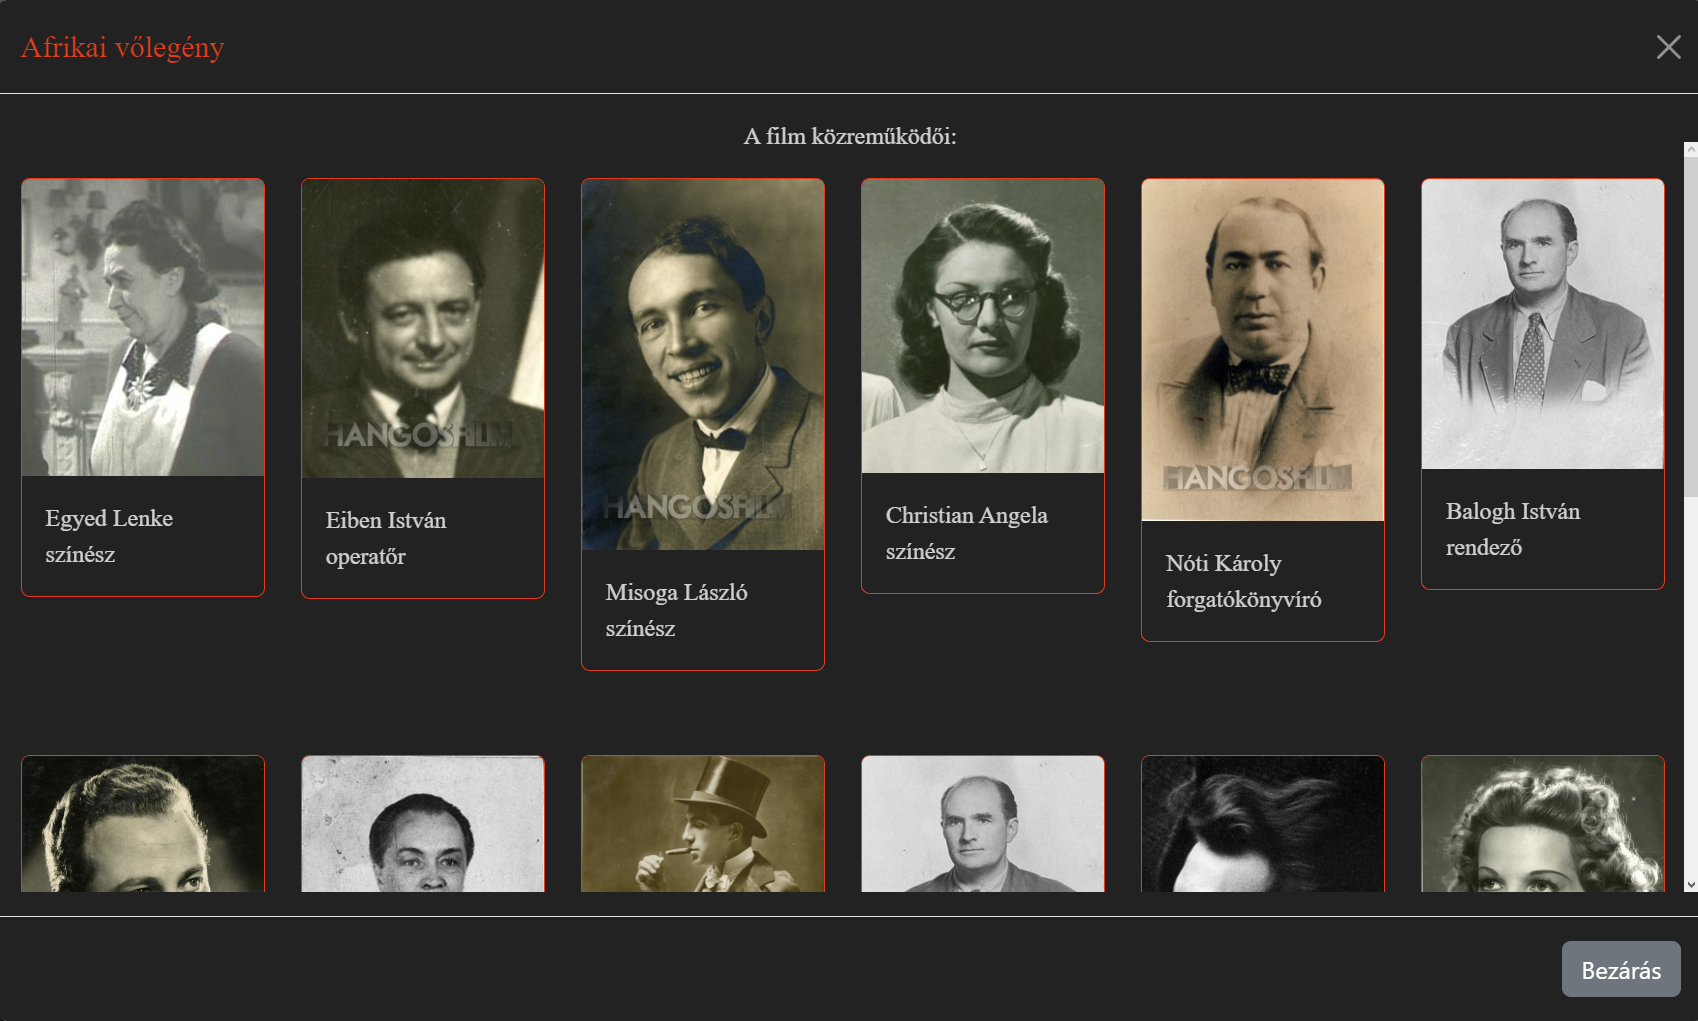 Afrikai vőlegény
A film közreműködői:
HANGOSFILM
HANGOSFILM
HANGOSFILM
Egyed Lenke
színész
Eiben István
operatőr
Misoga László
színész
Christian Angela
színész
Nóti Károly
forgatókönyvíró
Balogh István
rendező
Bezárás